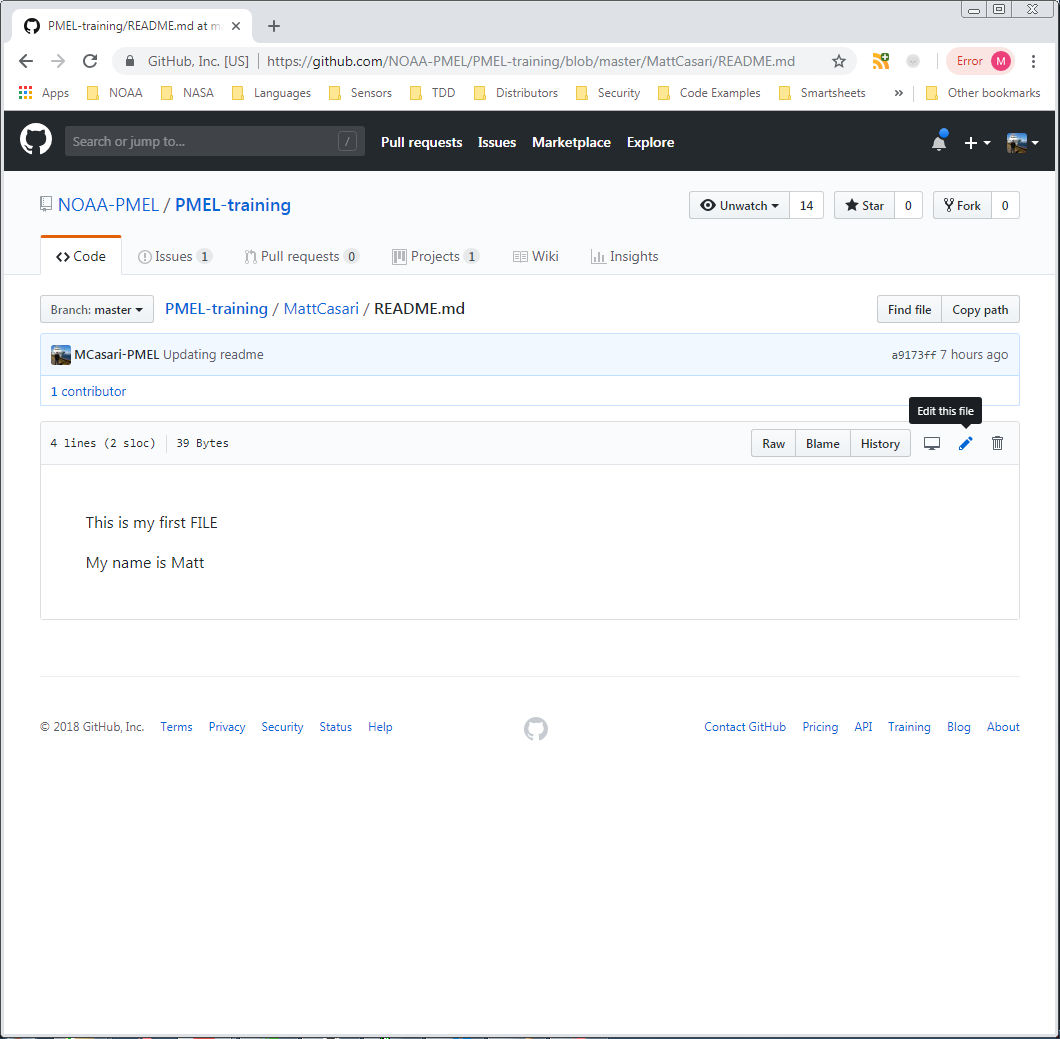 PMEL-training/README.md at m
GitHub, Inc. [US] | https://github.com/NOAA-PMEL/PMEL-training/blob/master/MattCasari/README.md Error M
Apps NOAA NASA Languages Sensors TDD Distributors Security Code Examples Smartsheets » Other bookmarks
Search or jump to... / Pull requests Issues Marketplace Explore
NOAA-PMEL / PMEL-training Unwatch 14 Star 0 Fork 0
Code Issues 1 Pull requests 0 Projects 1 Wiki Insights
Branch: master PMEL-training / MattCasari / README.md Find file Copy path
MCasari-PMEL Updating readme a9173ff 7 hours ago
1 contributor
Edit this file
4 lines (2 sloc) 39 Bytes Raw Blame History
This is my first FILE
My name is Matt
© 2018 GitHub, Inc. Terms Privacy Security Status Help Contact GitHub Pricing API Training Blog About